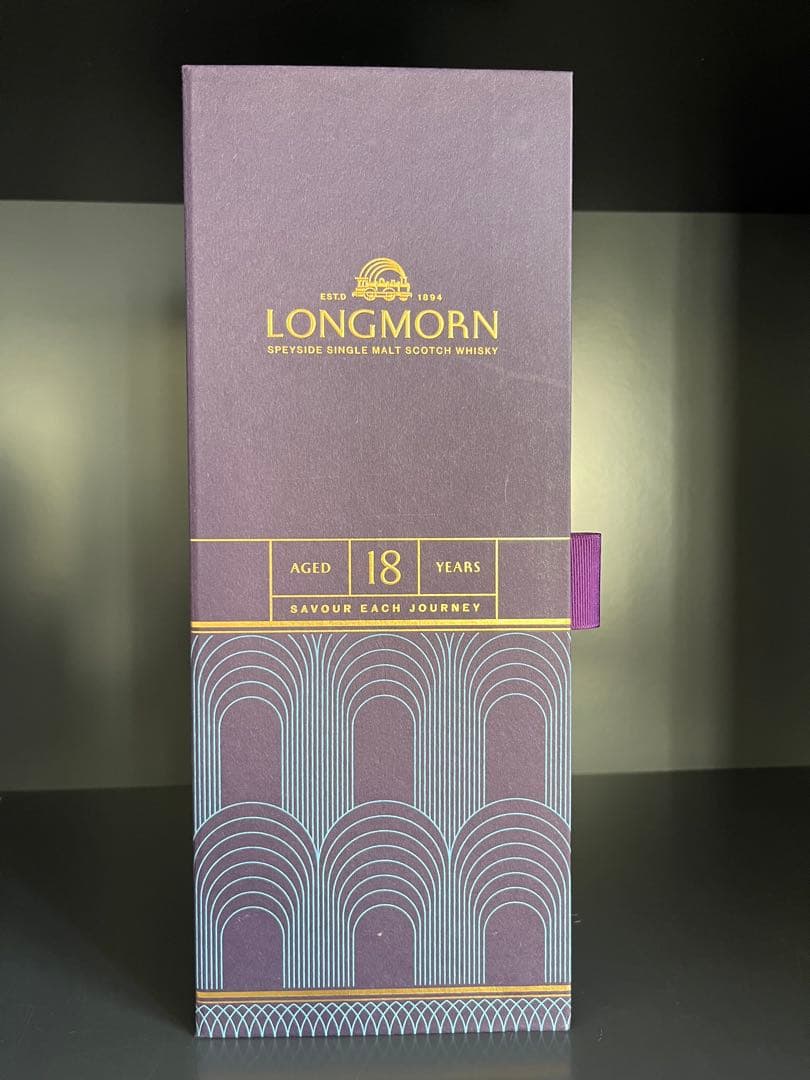 EST.D 1894
LONGMORN
SPEYSIDE SINGLE MALT SCOTCH WHISKY
AGED 18 YEARS
SAVOUR EACH JOURNEY